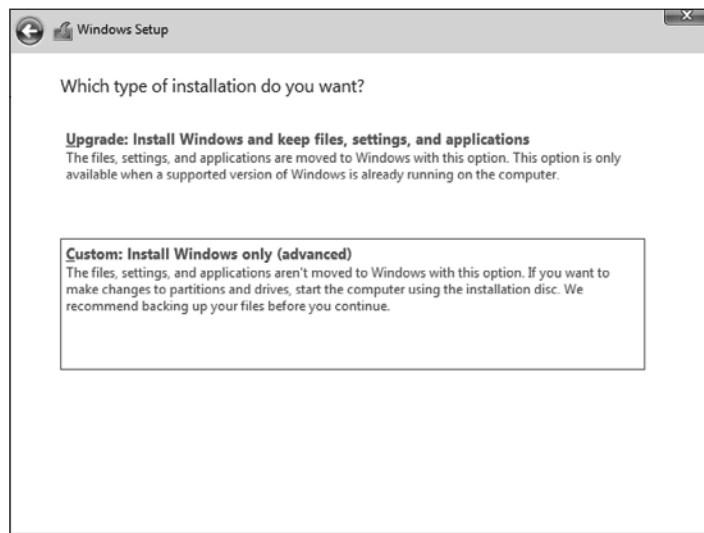 Windows Setup
Which type of installation do you want?
Upgrade: Install Windows and keep files, settings, and applications
The files, settings, and applications are moved to Windows with this option. This option is only
available when a supported version of Windows is already running on the computer.
Custom: Install Windows only (advanced)
The files, settings, and applications aren't moved to Windows with this option. If you want to
make changes to partitions and drives, start the computer using the installation disc. We
recommend backing up your files before you continue.